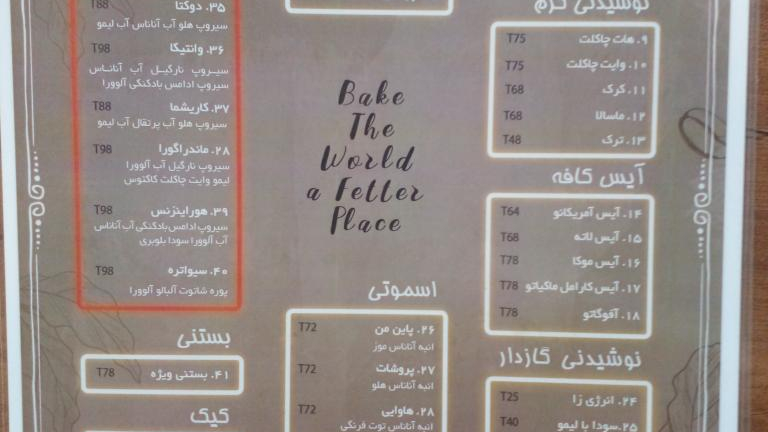 نوشیدنی گرم
۹. هات چاکلت T75
۱۰. وایت چاکلت T75
۱۱. کرک T68
۱۲. ماسالا T68
۱۳. ترک T48
آیس کافه
۱۴. آیس آمریکانو T64
۱۵. آیس لاته T68
۱۶. آیس موکا T78
۱۷. آیس کارامل ماکیاتو T78
۱۸. آفوگاتو T78
نوشیدنی گازدار
۲۴. انرژی زا T25
۲۵. سودا با لیمو T40
Bake
The
World
a Fetter
Place
اسموتی
۲۶. پاین من T72
انبه آناناس موز
۲۷. پروشات T72
انبه آناناس هلو
۲۸. هاوایی T72
انبه آناناس توت فرنگی
۳۵. دوکتا T88
سیروپ هلو آب آناناس آب لیمو
۳۶. وانتیکا T98
سیروپ نارگیل آب آناناس
سیروپ ادامس بادکنکی آلوورا
۳۷. کاریشما T88
سیروپ هلو آب پرتقال آب لیمو
۲۸. ماندراگورا T98
سیروپ نارگیل آب آلوورا
لیمو وایت چاکلت کاکتوس
۳۹. هوراینزنس T98
سیروپ ادامس بادکنکی آب آناناس
آب آلوورا سودا بلوبری
۴۰. سیواتره T98
پوره شاتوت آلبالو آلوورا
بستنی
۴۱. بستنی ویژه T78
کیک